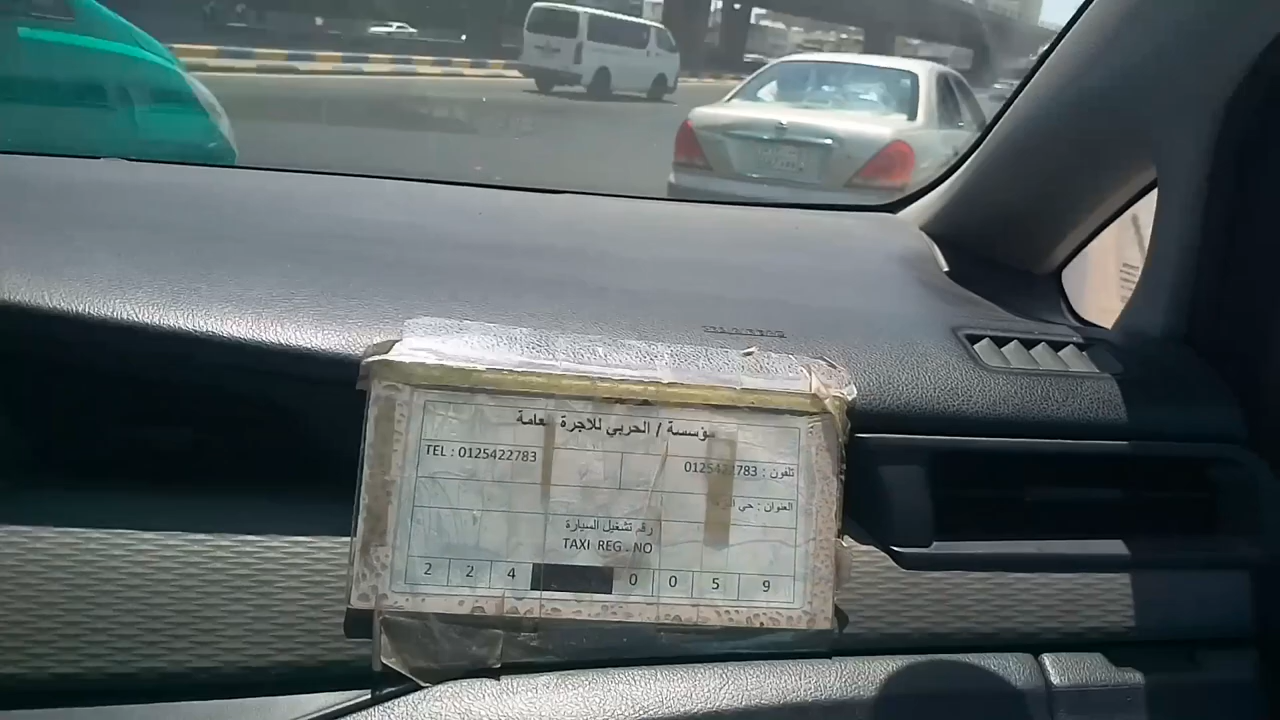 مؤسسة / الحربي للاجرة العامة
TEL : 0125422783
تلفون : 0125422783
العنوان : حي
رقم تشغيل السيارة
TAXI REG . NO
2 2 4 0 0 5 9